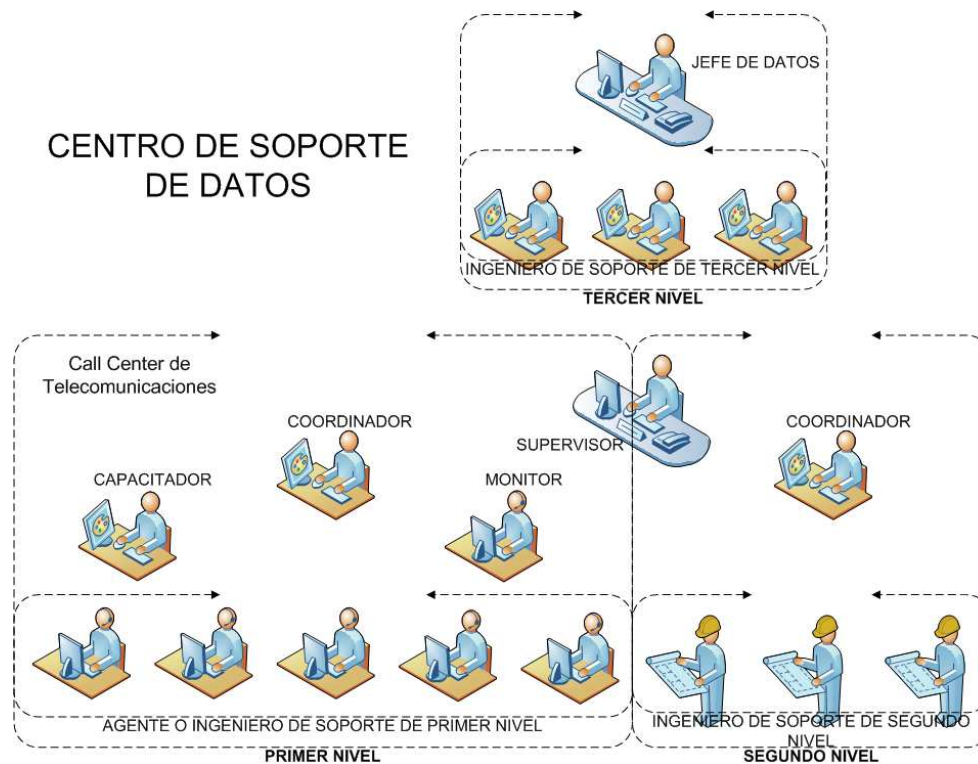 JEFE DE DATOS
CENTRO DE SOPORTE
DE DATOS
INGENIERO DE SOPORTE DE TERCER NIVEL
TERCER NIVEL
Call Center de
Telecomunicaciones
COORDINADOR
SUPERVISOR
COORDINADOR
CAPACITADOR
MONITOR
AGENTE O INGENIERO DE SOPORTE DE PRIMER NIVEL
PRIMER NIVEL
INGENIERO DE SOPORTE DE SEGUNDO
NIVEL
SEGUNDO NIVEL